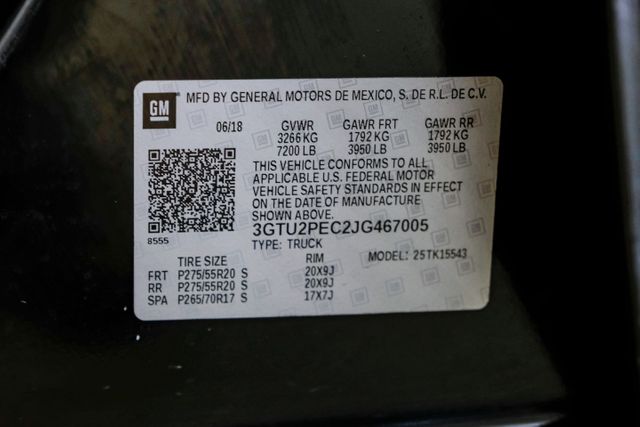 GM MFD BY GENERAL MOTORS DE MEXICO, S. DE R.L. DE C.V.
06/18 GVWR GAWR FRT GAWR RR
3266 KG 1792 KG 1792 KG
7200 LB 3950 LB 3950 LB
THIS VEHICLE CONFORMS TO ALL
APPLICABLE U.S. FEDERAL MOTOR
VEHICLE SAFETY STANDARDS IN EFFECT
ON THE DATE OF MANUFACTURE
SHOWN ABOVE.
3GTU2PEC2JG467005
8555
TYPE: TRUCK
TIRE SIZE RIM MODEL: 25TK15543
FRT P275/55R20 S 20X9J
RR P275/55R20 S 20X9J
SPA P265/70R17 S 17X7J